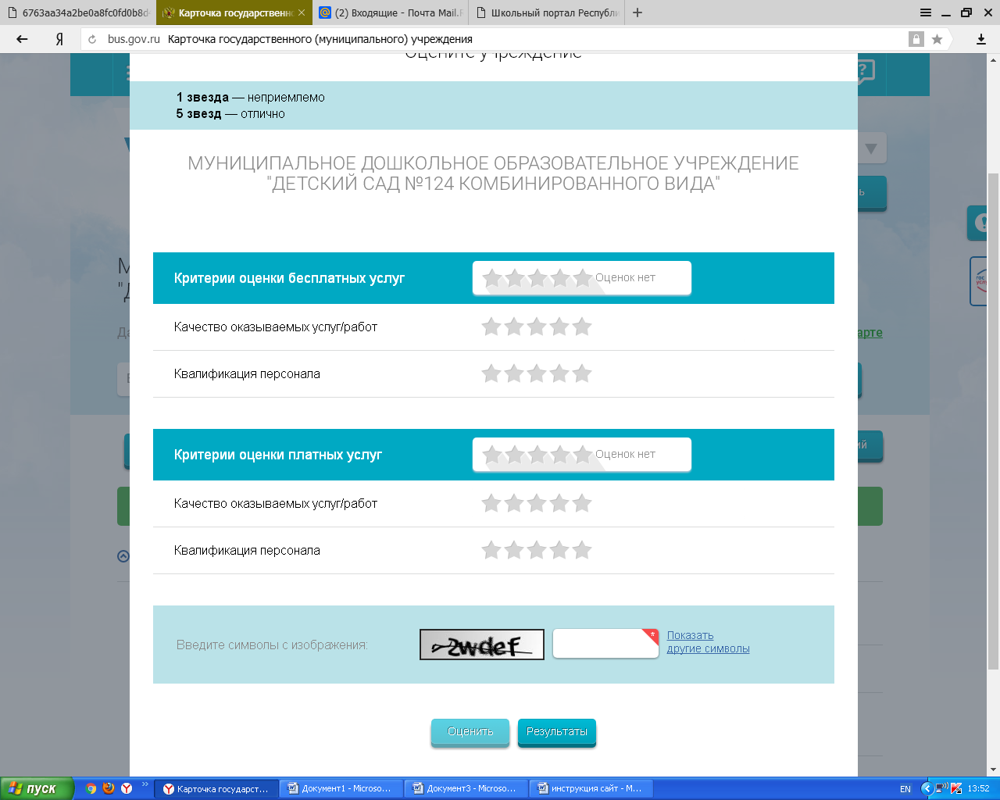 6763aa34a2be0a8fc0fd0b8d
Карточка государственн
(2) Входящие - Почта Mail.R
Школьный портал Республи
bus.gov.ru Карточка государственного (муниципального) учреждения
Оцените учреждение
1 звезда — неприемлемо
5 звезд — отлично
МУНИЦИПАЛЬНОЕ ДОШКОЛЬНОЕ ОБРАЗОВАТЕЛЬНОЕ УЧРЕЖДЕНИЕ
"ДЕТСКИЙ САД №124 КОМБИНИРОВАННОГО ВИДА"
Критерии оценки бесплатных услуг Оценок нет
Качество оказываемых услуг/работ
арте
Квалификация персонала
Критерии оценки платных услуг Оценок нет
ий
Качество оказываемых услуг/работ
Квалификация персонала
Введите символы с изображения: 2wdef * Показать
другие символы
Оценить Результаты
пуск
Карточка государст...
Документ1 - Microso...
Документ3 - Microso...
инструкция сайт - M...
EN
13:52